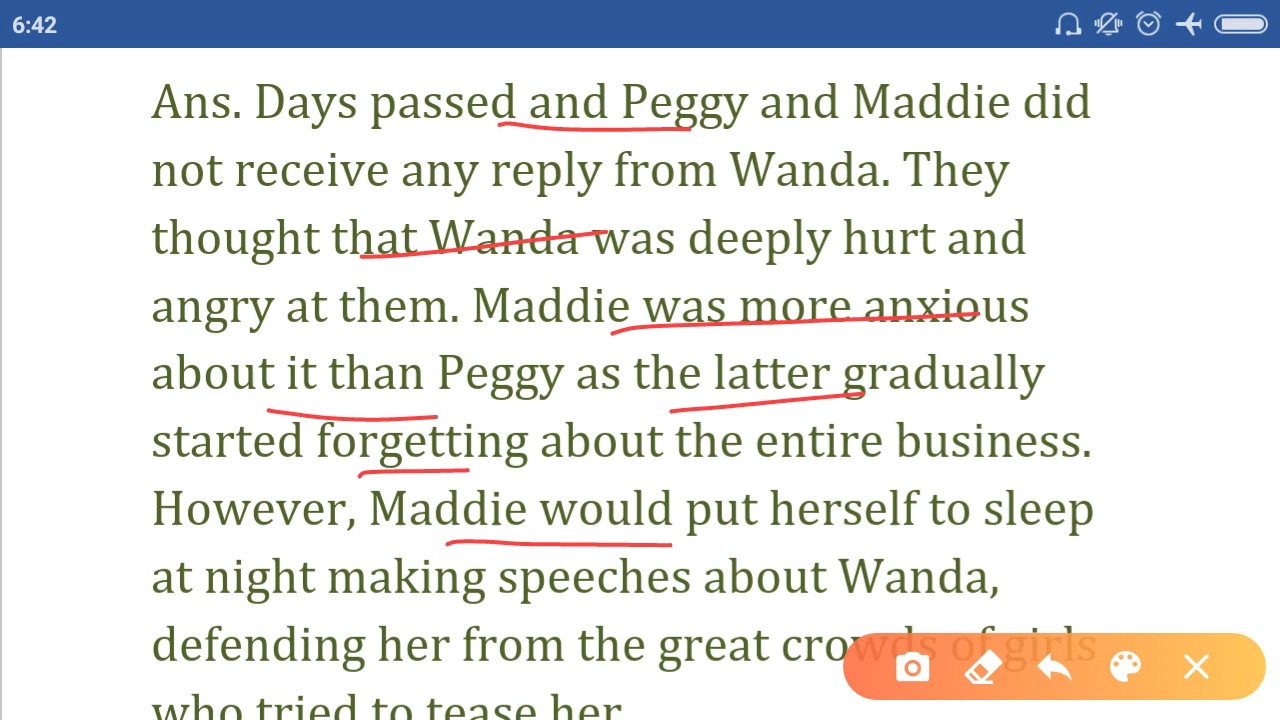 6:42
Ans. Days passed and Peggy and Maddie did
not receive any reply from Wanda. They
thought that Wanda was deeply hurt and
angry at them. Maddie was more anxious
about it than Peggy as the latter gradually
started forgetting about the entire business.
However, Maddie would put herself to sleep
at night making speeches about Wanda,
defending her from the great crowds of girls
who tried to tease her